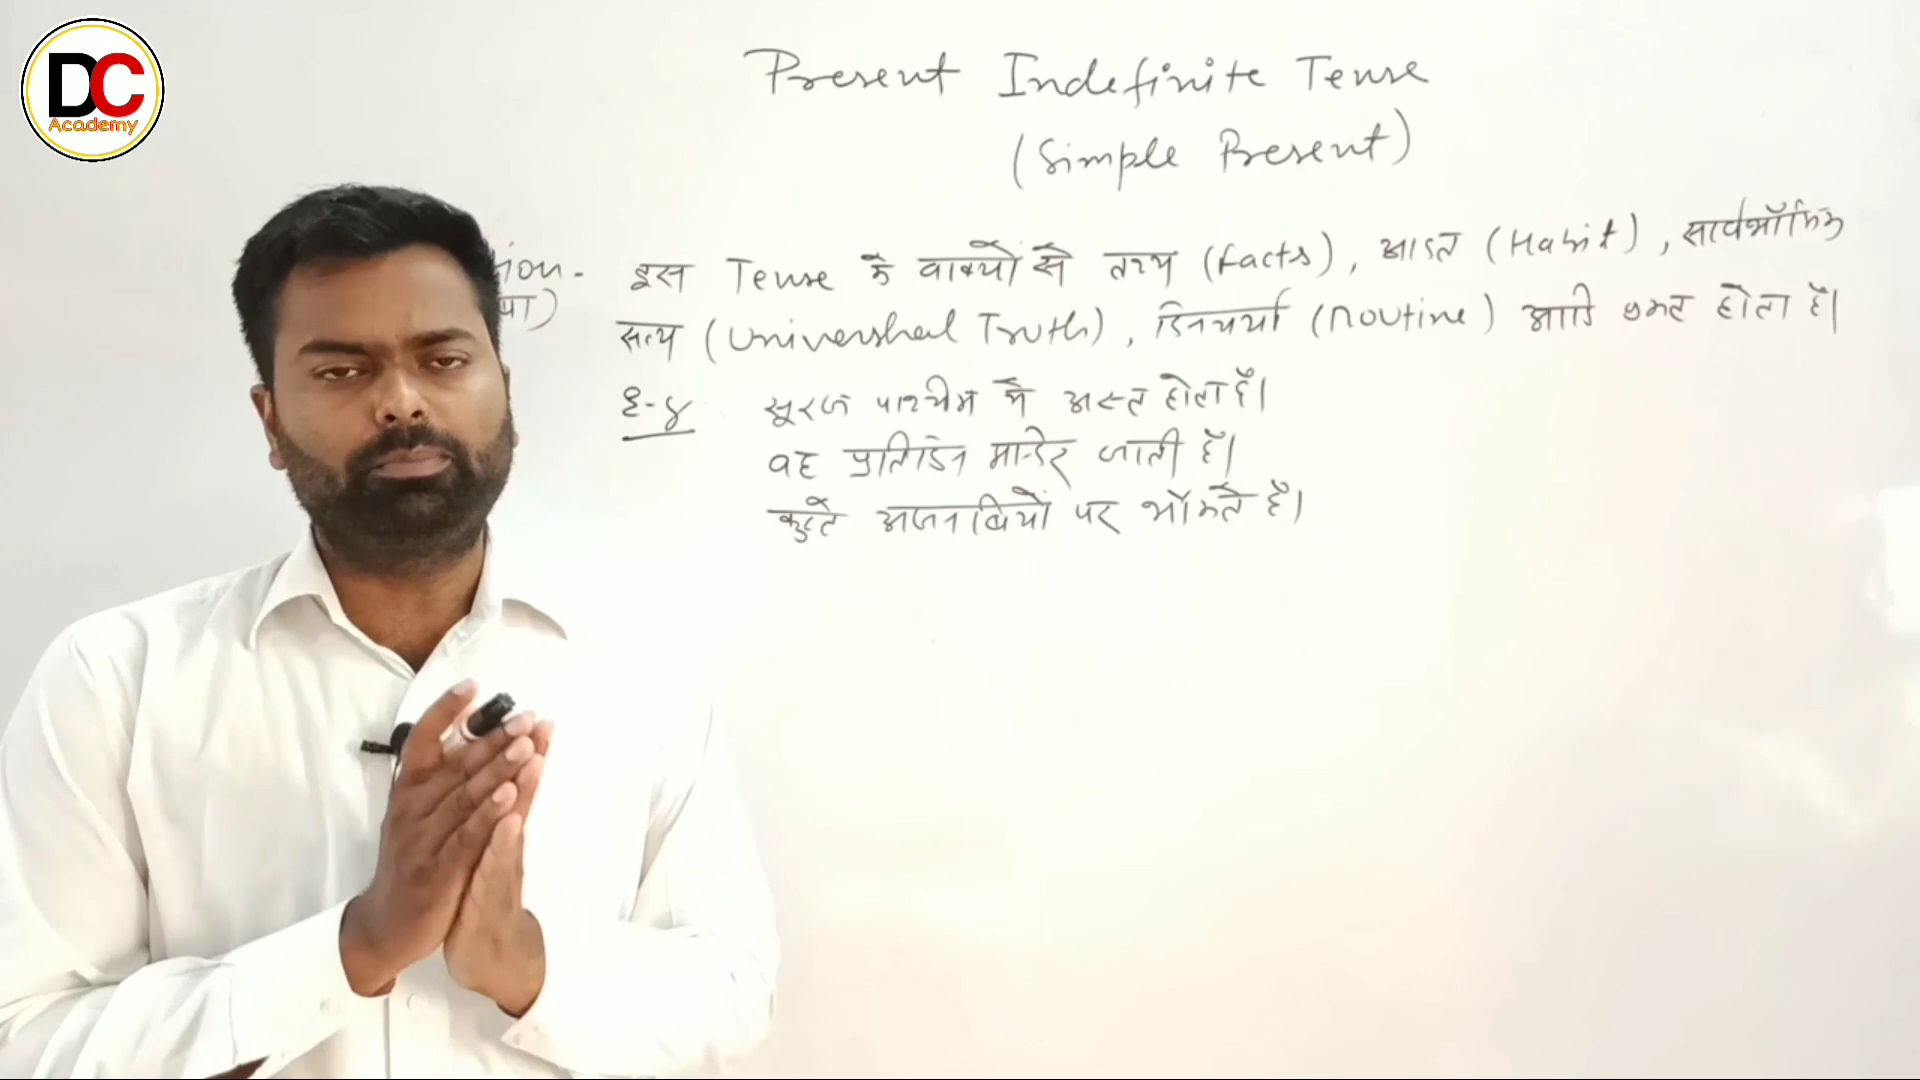 DC
Academy
Present Indefinite Tense
(Simple Present)
इस Tense के वाक्यों से तथ्य (Facts), आदत (Habit), सार्वभौमिक
सत्य (Univershal Truth), दिनचर्या (Routine) आदि प्रकट होता है।
E-g सूरज पश्चिम में अस्त होता है।
वह प्रतिदिन मन्दिर जाती है।
कुत्ते अजनबियों पर भौंकते है।